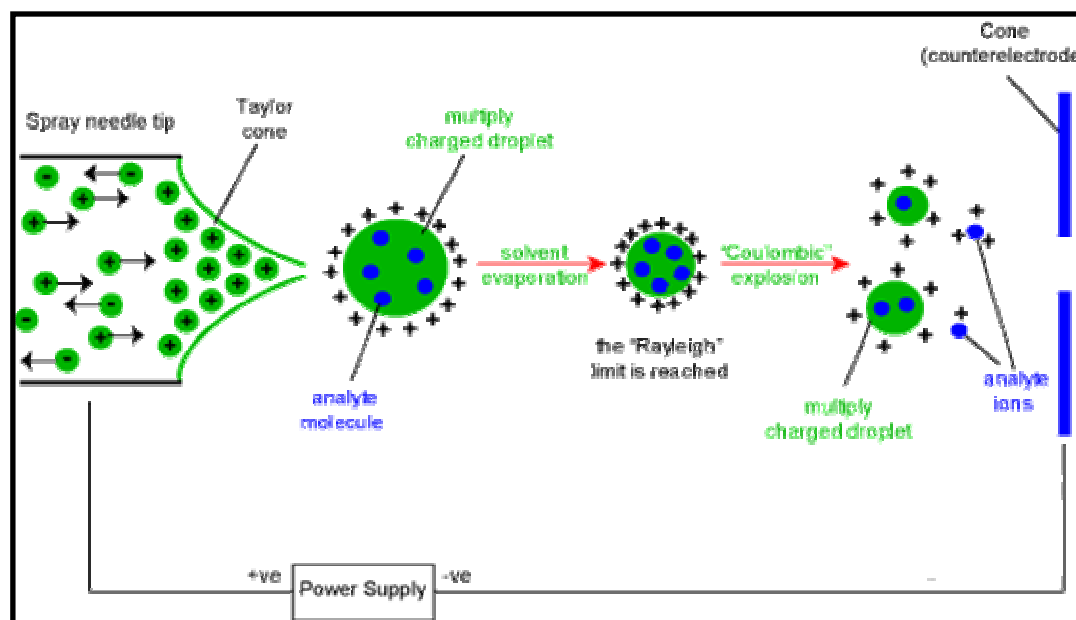 Cone
(counterelectrode
Taylor
cone
Spray needle tip
multiply
charged droplet
solvent
evaporation
"Coulombic"
explosion
the "Rayleigh"
limit is reached
analyte
molecule
analyte
ions
multiply
charged droplet
+ve
Power Supply
-ve